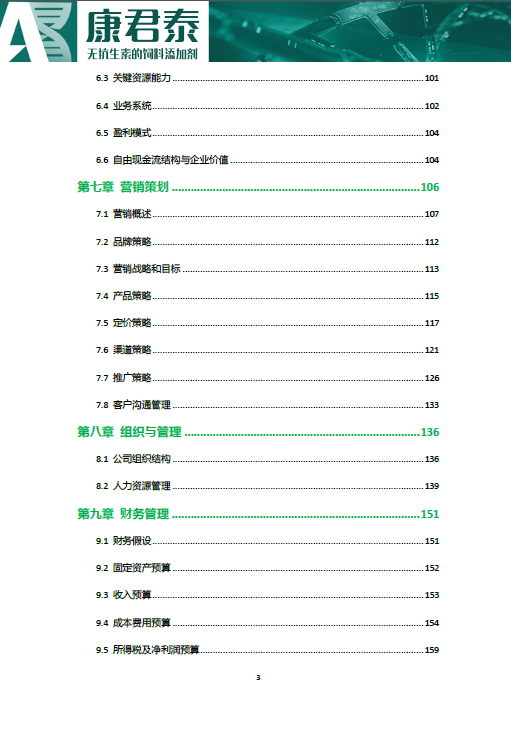 康君泰
无抗生素的饲料添加剂
6.3 关键资源能力 101
6.4 业务系统 102
6.5 盈利模式 104
6.6 自由现金流结构与企业价值 104
第七章 营销策划 106
7.1 营销概述 107
7.2 品牌策略 112
7.3 营销战略和目标 113
7.4 产品策略 115
7.5 定价策略 117
7.6 渠道策略 121
7.7 推广策略 126
7.8 客户沟通管理 133
第八章 组织与管理 136
8.1 公司组织结构 136
8.2 人力资源管理 139
第九章 财务管理 151
9.1 财务假设 151
9.2 固定资产预算 152
9.3 收入预算 153
9.4 成本费用预算 154
9.5 所得税及净利润预算 159
3